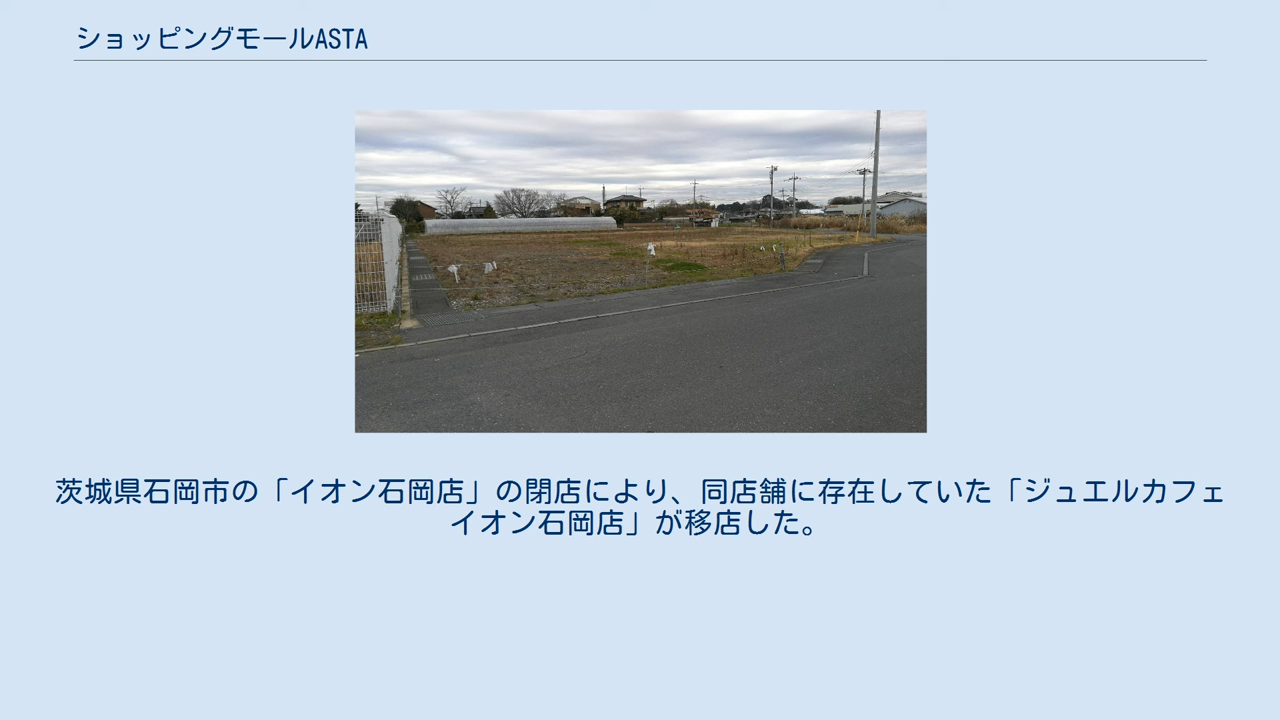 ショッピングモールASTA
茨城県石岡市の「イオン石岡店」の閉店により、同店舗に存在していた「ジュエルカフェ
イオン石岡店」が移店した。